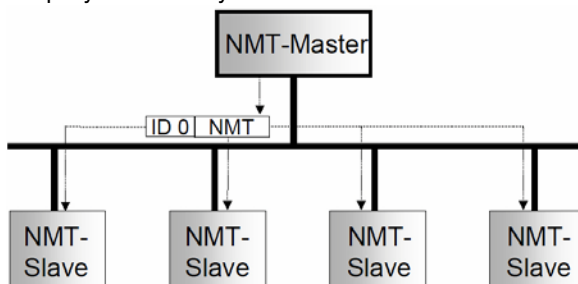 NMT-Master
ID 0 NMT
NMT- NMT- NMT- NMT-
Slave Slave Slave Slave